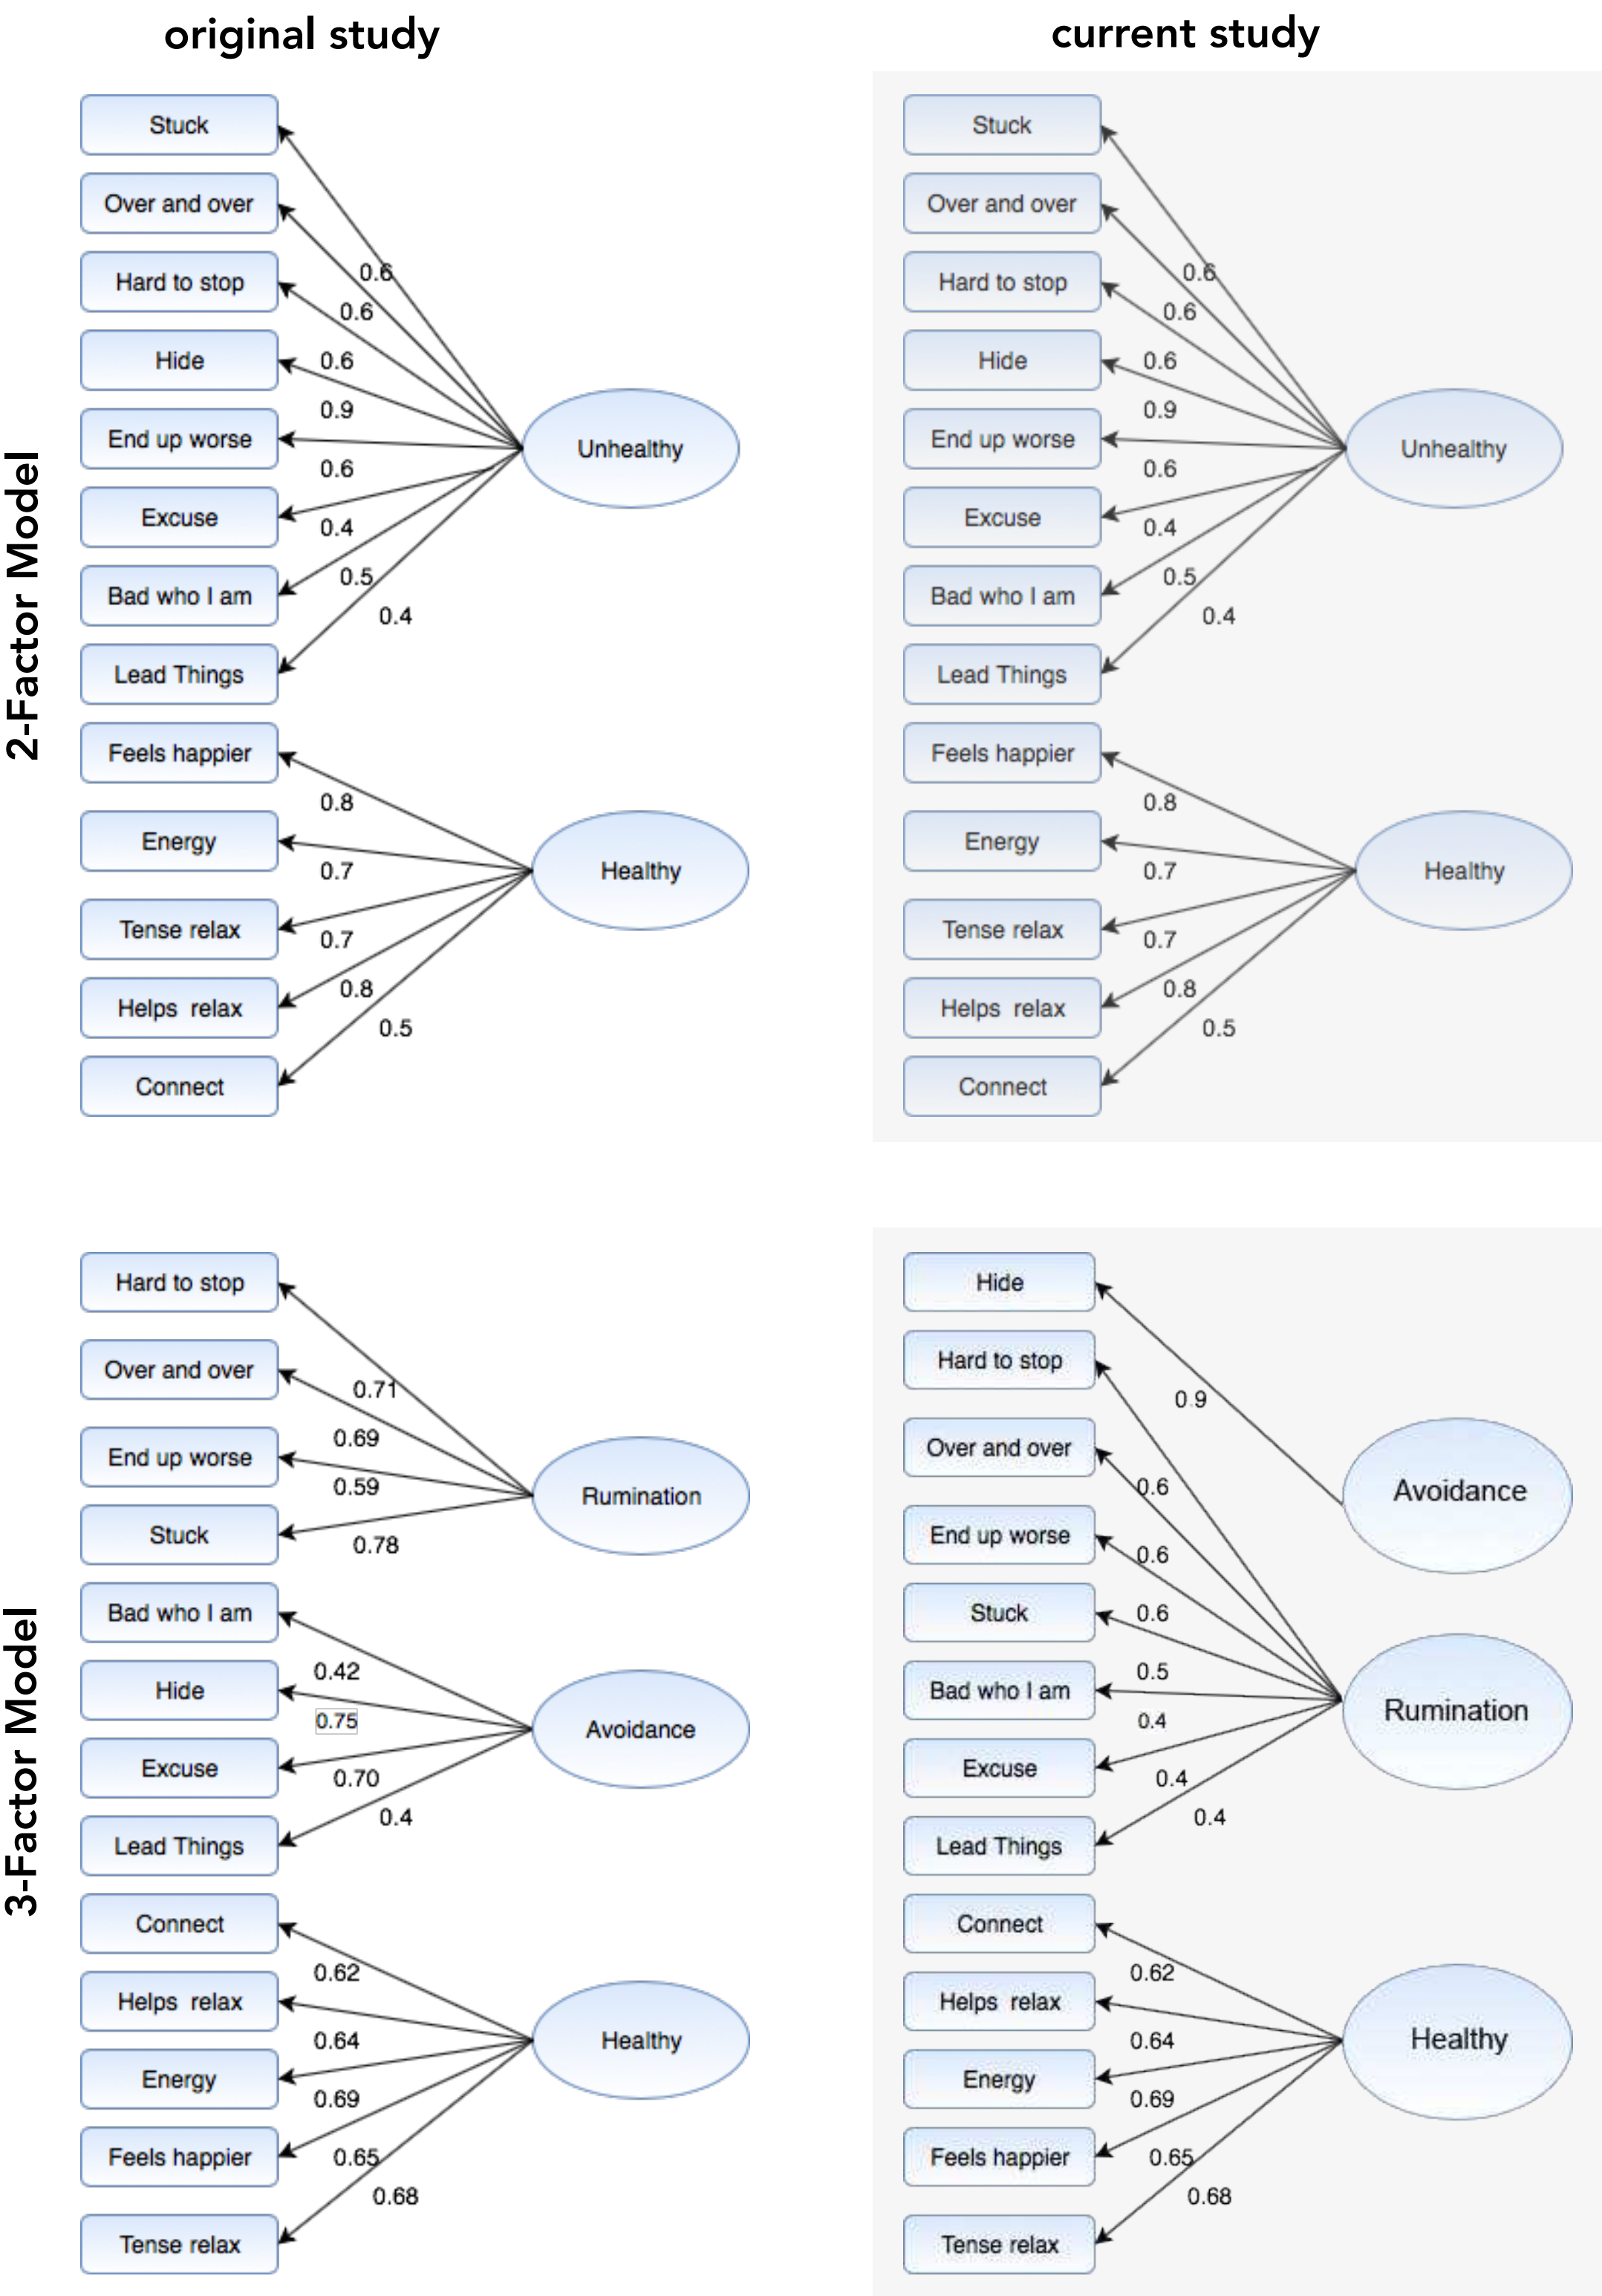 original study
current study
2-Factor Model
Stuck
Over and over
Hard to stop
Hide
End up worse
Excuse
Bad who I am
Lead Things
Feels happier
Energy
Tense relax
Helps relax
Connect
0.6
0.6
0.6
0.9
0.6
0.4
0.5
0.4
0.8
0.7
0.7
0.8
0.5
Unhealthy
Healthy
Stuck
Over and over
Hard to stop
Hide
End up worse
Excuse
Bad who I am
Lead Things
Feels happier
Energy
Tense relax
Helps relax
Connect
0.6
0.6
0.6
0.9
0.6
0.4
0.5
0.4
0.8
0.7
0.7
0.8
0.5
Unhealthy
Healthy
3-Factor Model
Hard to stop
Over and over
End up worse
Stuck
Bad who I am
Hide
Excuse
Lead Things
Connect
Helps relax
Energy
Feels happier
Tense relax
0.71
0.69
0.59
0.78
0.42
0.75
0.70
0.4
0.62
0.64
0.69
0.65
0.68
Rumination
Avoidance
Healthy
Hide
Hard to stop
Over and over
End up worse
Stuck
Bad who I am
Excuse
Lead Things
Connect
Helps relax
Energy
Feels happier
Tense relax
0.9
0.6
0.6
0.6
0.5
0.4
0.4
0.4
0.62
0.64
0.69
0.65
0.68
Avoidance
Rumination
Healthy